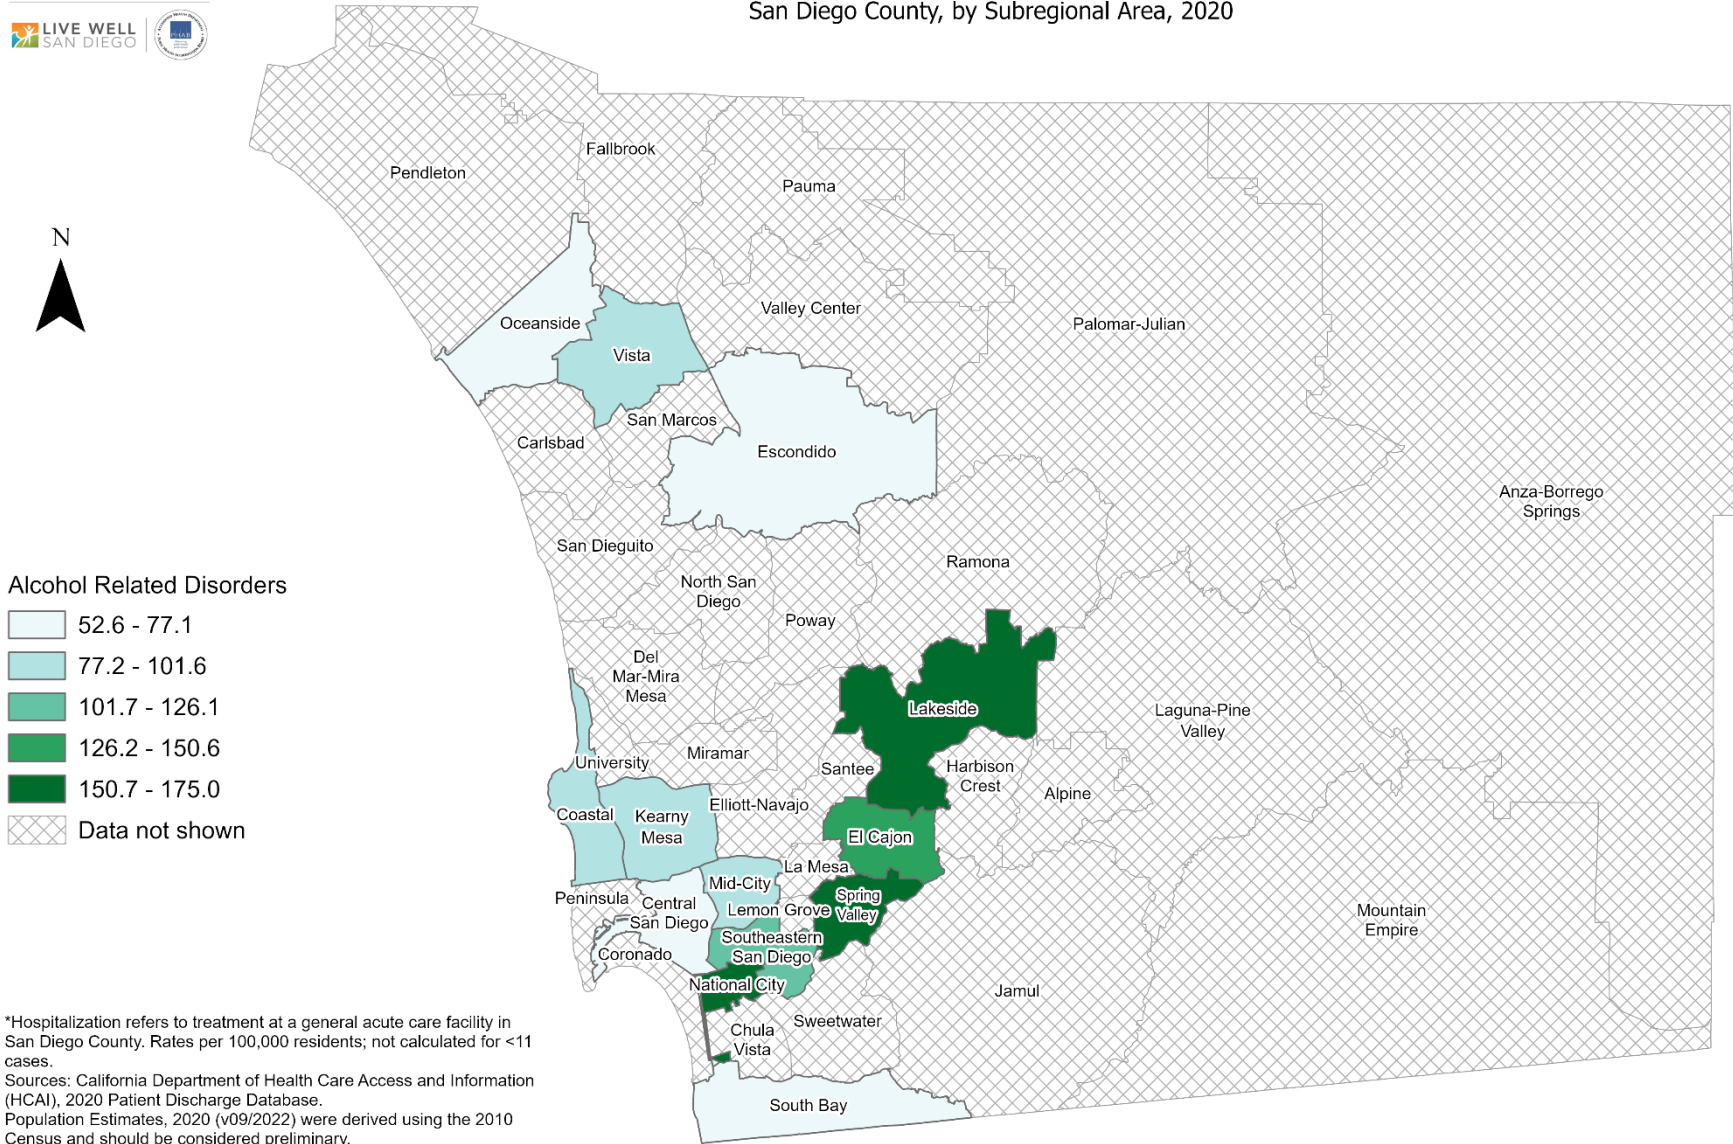 San Diego County, by Subregional Area, 2020
LIVE WELL
SAN DIEGO
PHAB
N
Fallbrook
Pendleton
Pauma
Valley Center
Oceanside
Palomar-Julian
Vista
San Marcos
Carlsbad
Escondido
Anza-Borrego
Springs
San Dieguito
Ramona
North San
Diego
Poway
Del
Mar-Mira
Mesa
Lakeside
Laguna-Pine
Valley
Miramar
University
Santee
Harbison
Crest
Alpine
Elliott-Navajo
Coastal
Kearny
Mesa
El Cajon
La Mesa
Mid-City
Peninsula
Central
San Diego
Lemon Grove
Spring
Valley
Mountain
Empire
Southeastern
San Diego
Coronado
National City
Jamul
Sweetwater
Chula
Vista
South Bay
Alcohol Related Disorders
52.6 - 77.1
77.2 - 101.6
101.7 - 126.1
126.2 - 150.6
150.7 - 175.0
Data not shown
*Hospitalization refers to treatment at a general acute care facility in
San Diego County. Rates per 100,000 residents; not calculated for <11
cases.
Sources: California Department of Health Care Access and Information
(HCAI), 2020 Patient Discharge Database.
Population Estimates, 2020 (v09/2022) were derived using the 2010
Census and should be considered preliminary.